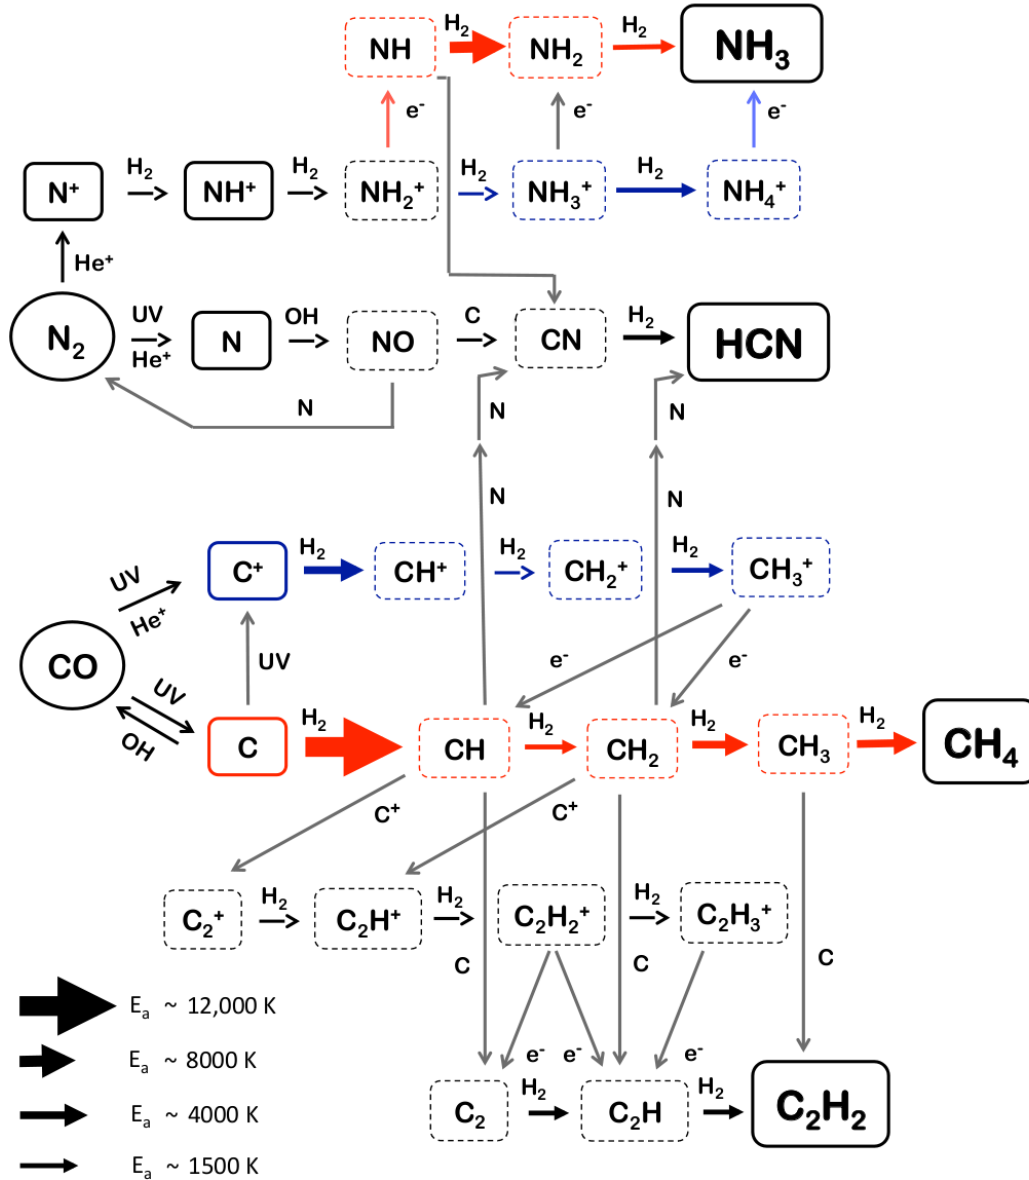 H₂ H₂
NH NH₂ NH₃
e⁻ e⁻ e⁻
H₂ H₂ H₂ H₂
N⁺ NH⁺ NH₂⁺ NH₃⁺ NH₄⁺
He⁺
UV OH C H₂
N₂ N NO CN HCN
He⁺
N N N
N N
H₂ H₂ H₂
UV C⁺ CH⁺ CH₂⁺ CH₃⁺
He⁺
CO UV e⁻ e⁻
UV H₂ H₂ H₂ H₂
OH C CH CH₂ CH₃ CH₄
C⁺ C⁺
H₂ H₂ H₂
C₂⁺ C₂H⁺ C₂H₂⁺ C₂H₃⁺
C C C
Eₐ ~ 12,000 K
Eₐ ~ 8000 K e⁻ e⁻ e⁻
H₂ H₂
Eₐ ~ 4000 K C₂ C₂H C₂H₂
Eₐ ~ 1500 K